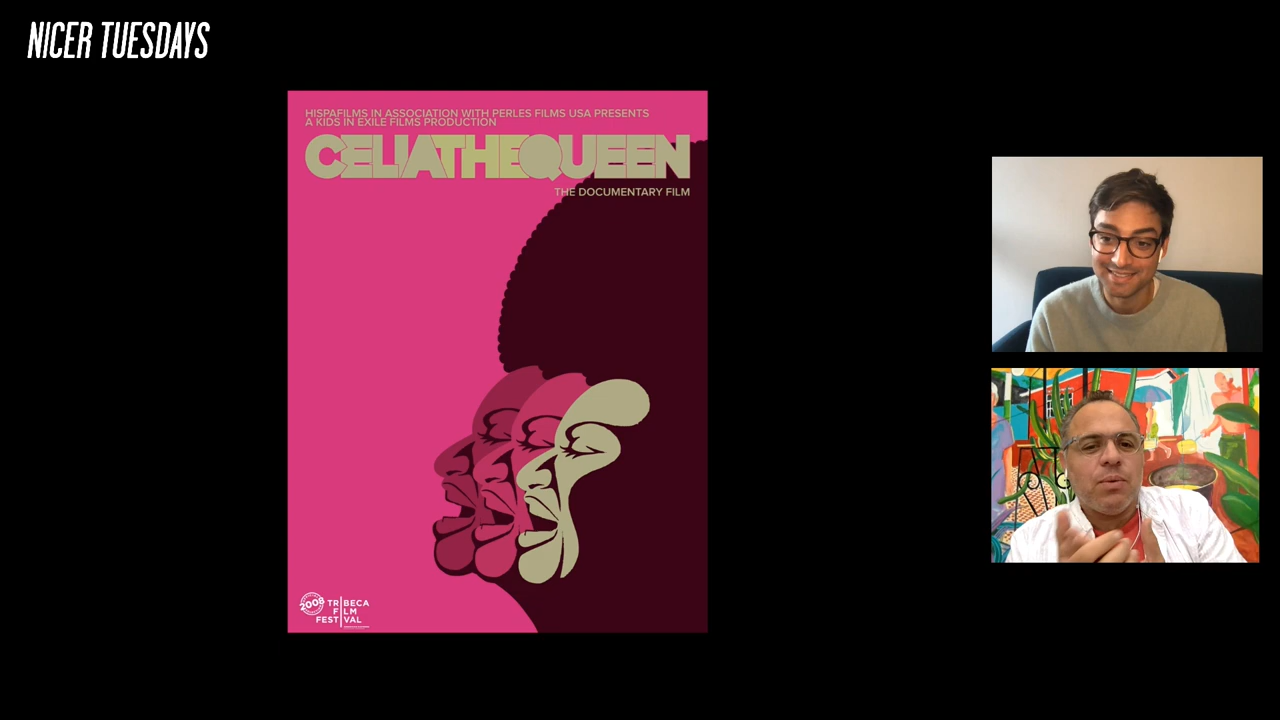 NICER TUESDAYS
HISPAFILMS IN ASSOCIATION WITH PERLES FILMS USA PRESENTS
A KIDS IN EXILE FILMS PRODUCTION
CELIATHEQUEEN
THE DOCUMENTARY FILM
2008
TRIBECA
FILM
FESTIVAL